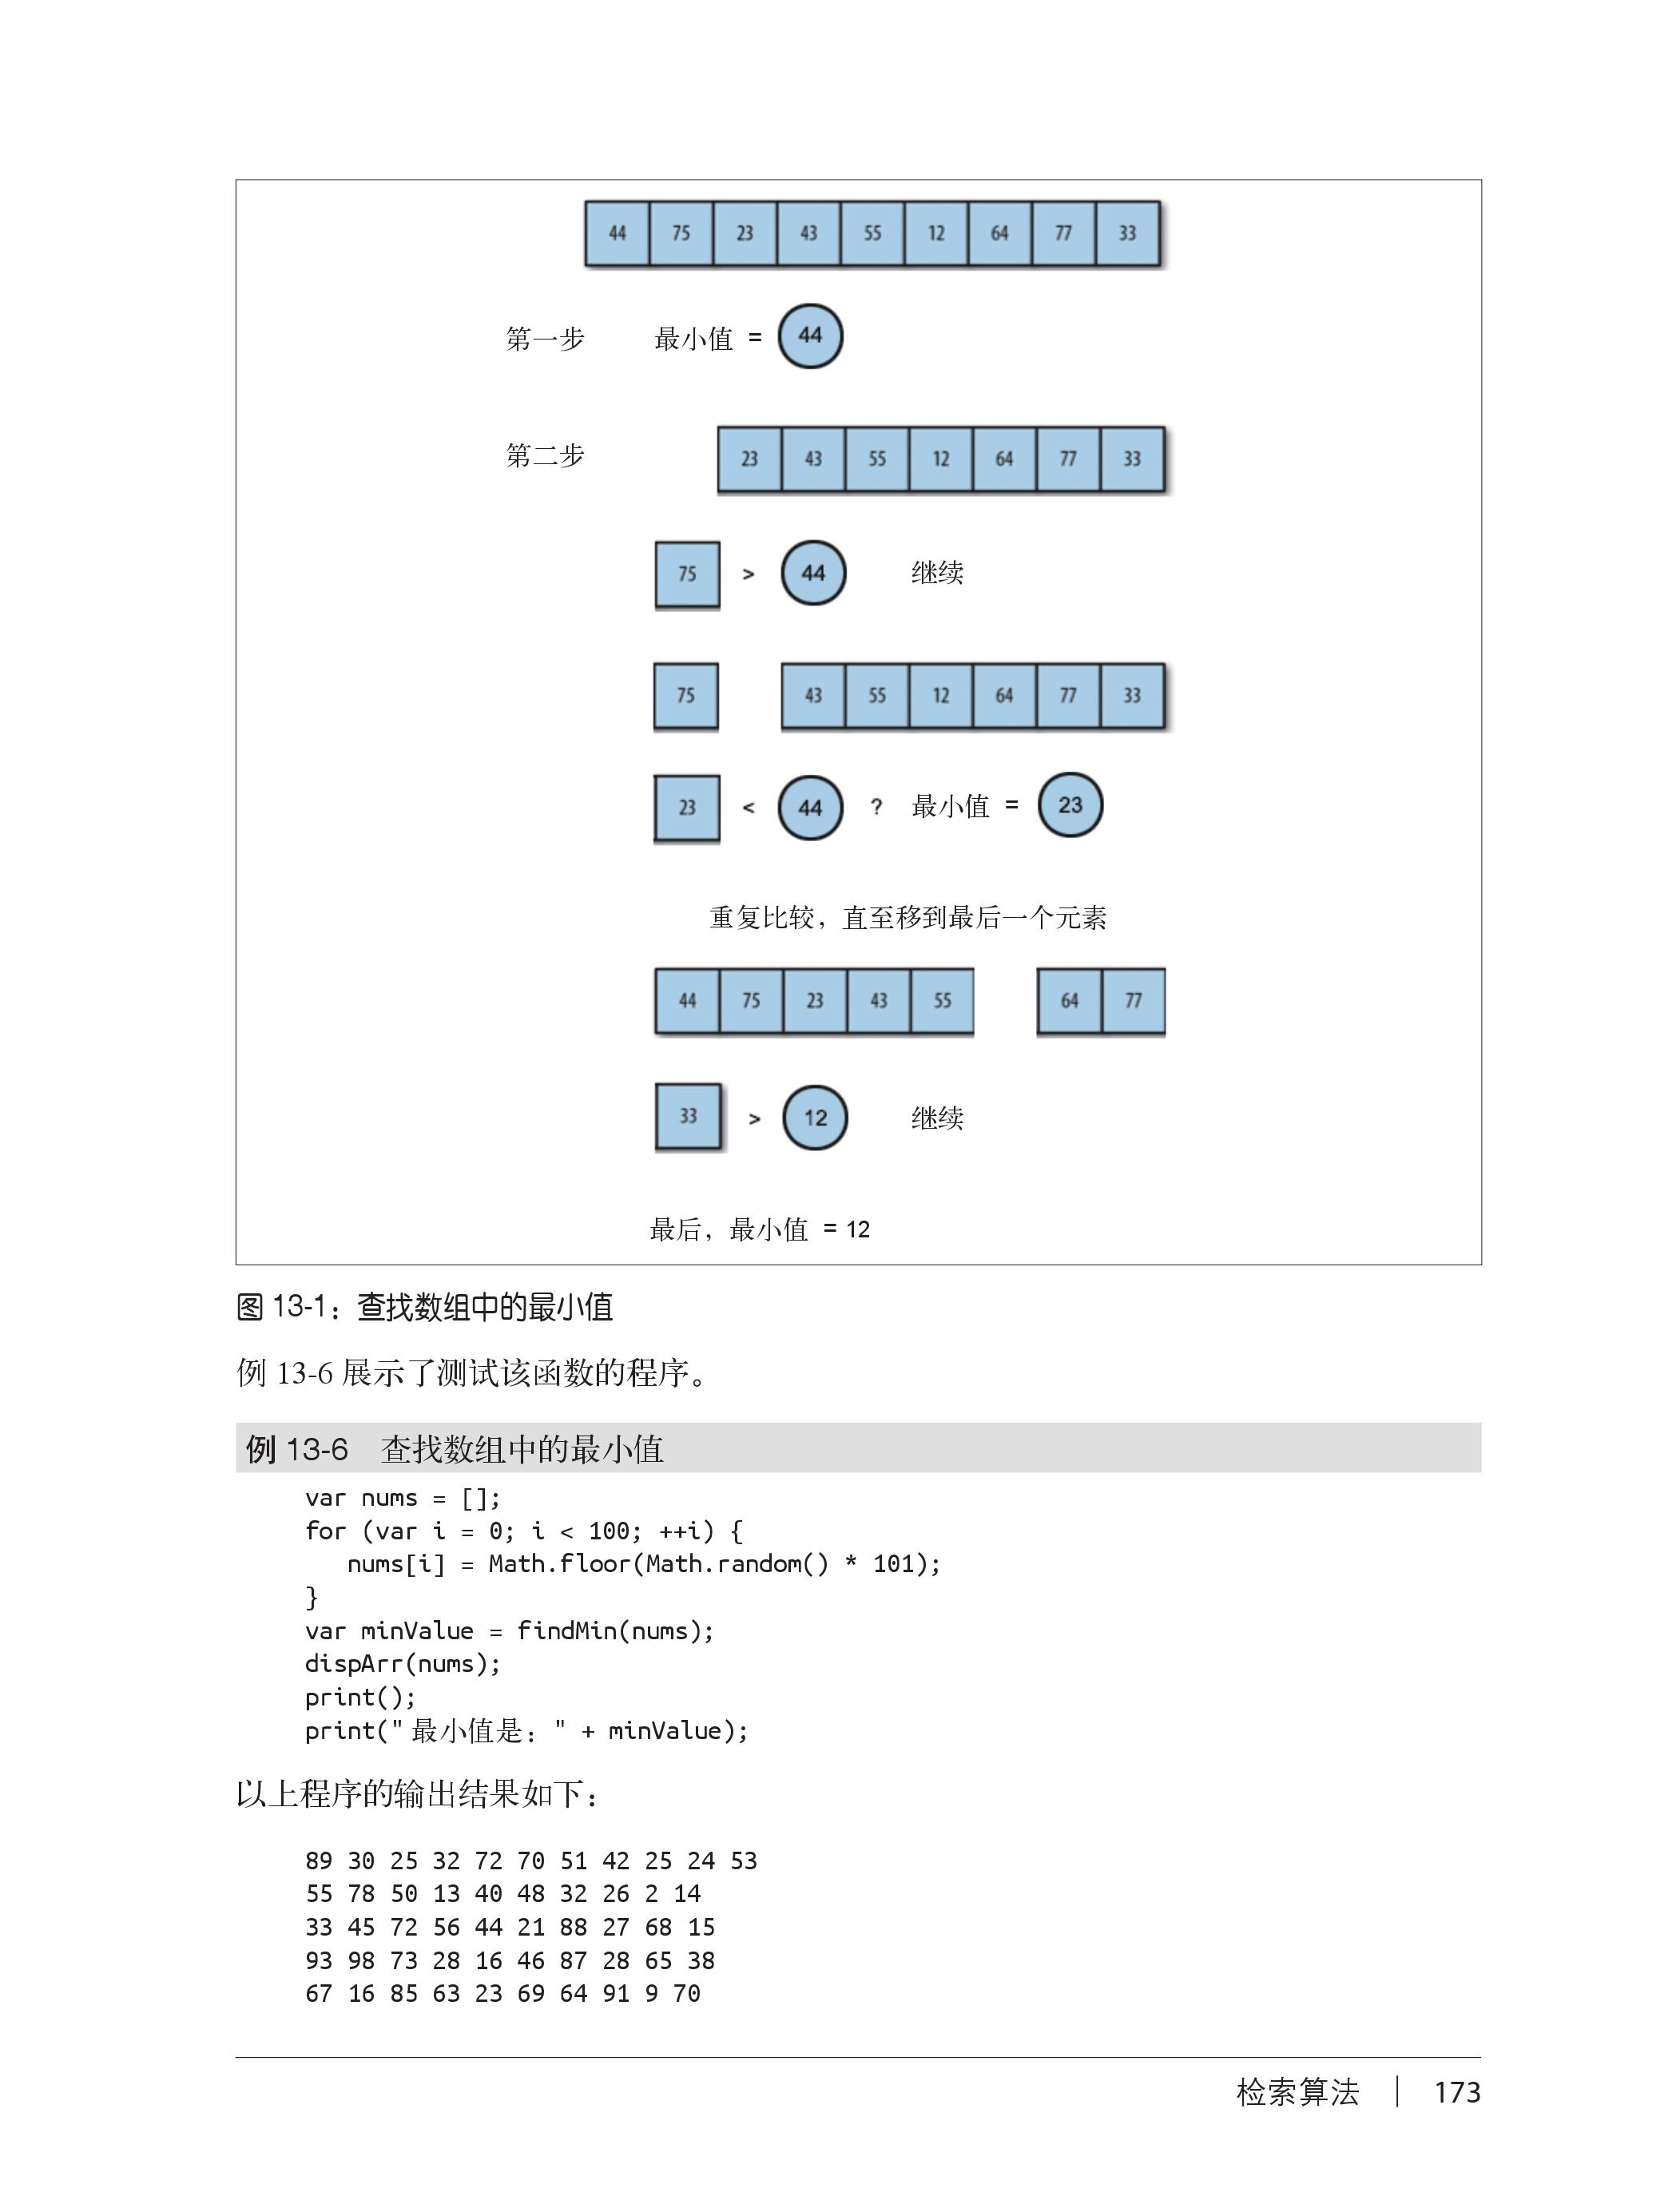 44 75 23 43 55 12 64 77 33
第一步 最小值 = 44
第二步 23 43 55 12 64 77 33
75 > 44 继续
75 43 55 12 64 77 33
23 < 44 ? 最小值 = 23
重复比较，直至移到最后一个元素
44 75 23 43 55 64 77
33 > 12 继续
最后，最小值 = 12
图 13-1：查找数组中的最小值
例 13-6 展示了测试该函数的程序。
例 13-6 查找数组中的最小值
var nums = [];
for (var i = 0; i < 100; ++i) {
   nums[i] = Math.floor(Math.random() * 101);
}
var minValue = findMin(nums);
dispArr(nums);
print();
print("最小值是：" + minValue);
以上程序的输出结果如下：
89 30 25 32 72 70 51 42 25 24 53
55 78 50 13 40 48 32 26 2 14
33 45 72 56 44 21 88 27 68 15
93 98 73 28 16 46 87 28 65 38
67 16 85 63 23 69 64 91 9 70
检索算法 | 173